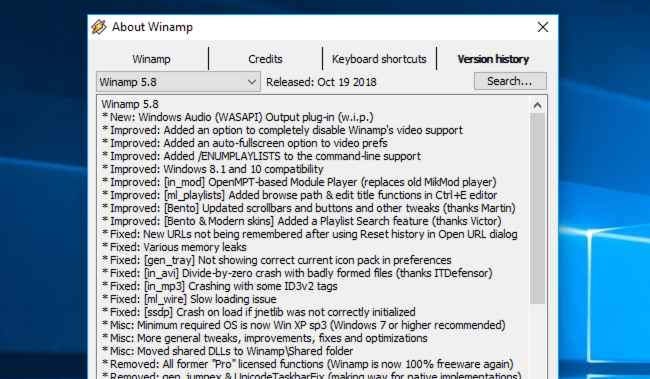 About Winamp
Winamp
Credits
Keyboard shortcuts
Version history
Winamp 5.8
Released: Oct 19 2018
Search...
Winamp 5.8
* New: Windows Audio (WASAPI) Output plug-in (w.i.p.)
* Improved: Added an option to completely disable Winamp's video support
* Improved: Added an auto-fullscreen option to video prefs
* Improved: Added /ENUMPLAYLISTS to the command-line support
* Improved: Windows 8.1 and 10 compatibility
* Improved: [in_mod] OpenMPT-based Module Player (replaces old MikMod player)
* Improved: [ml_playlists] Added browse path & edit title functions in Ctrl+E editor
* Improved: [Bento] Updated scrollbars and buttons and other tweaks (thanks Martin)
* Improved: [Bento & Modern skins] Added a Playlist Search feature (thanks Victor)
* Fixed: New URLs not being remembered after using Reset history in Open URL dialog
* Fixed: Various memory leaks
* Fixed: [gen_tray] Not showing correct current icon pack in preferences
* Fixed: [in_avi] Divide-by-zero crash with badly formed files (thanks ITDefensor)
* Fixed: [in_mp3] Crashing with some ID3v2 tags
* Fixed: [ml_wire] Slow loading issue
* Fixed: [ssdp] Crash on load if jnetlib was not correctly initialized
* Misc: Minimum required OS is now Win XP sp3 (Windows 7 or higher recommended)
* Misc: More general tweaks, improvements, fixes and optimizations
* Misc: Moved shared DLLs to Winamp\Shared folder
* Removed: All former "Pro" licensed functions (Winamp is now 100% freeware again)
* Removed: gen_jumpex & UnicodeTaskbarFix (making way for native implementations)